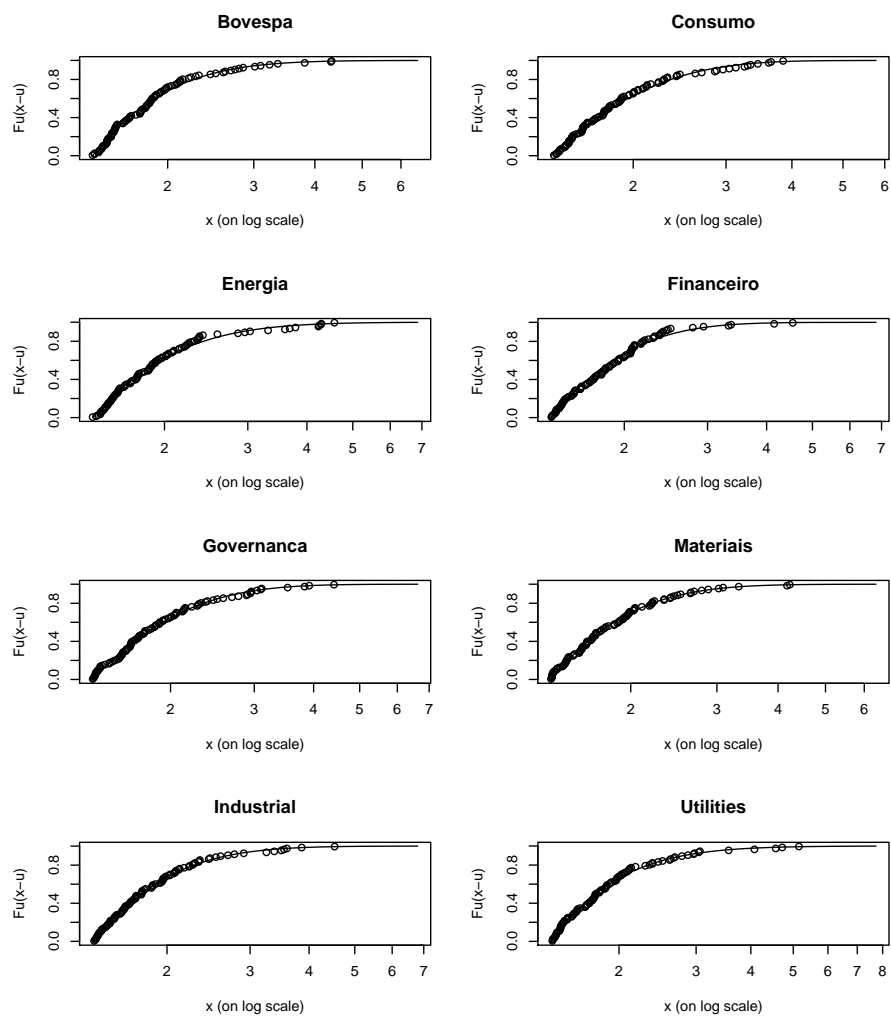 Bovespa
Fu(x−u)
0.0 0.4 0.8
2 3 4 5 6
x (on log scale)
Consumo
Fu(x−u)
0.0 0.4 0.8
2 3 4 5 6
x (on log scale)
Energia
Fu(x−u)
0.0 0.4 0.8
2 3 4 5 6 7
x (on log scale)
Financeiro
Fu(x−u)
0.0 0.4 0.8
2 3 4 5 6 7
x (on log scale)
Governanca
Fu(x−u)
0.0 0.4 0.8
2 3 4 5 6 7
x (on log scale)
Materiais
Fu(x−u)
0.0 0.4 0.8
2 3 4 5 6
x (on log scale)
Industrial
Fu(x−u)
0.0 0.4 0.8
2 3 4 5 6 7
x (on log scale)
Utilities
Fu(x−u)
0.0 0.4 0.8
2 3 4 5 6 7 8
x (on log scale)